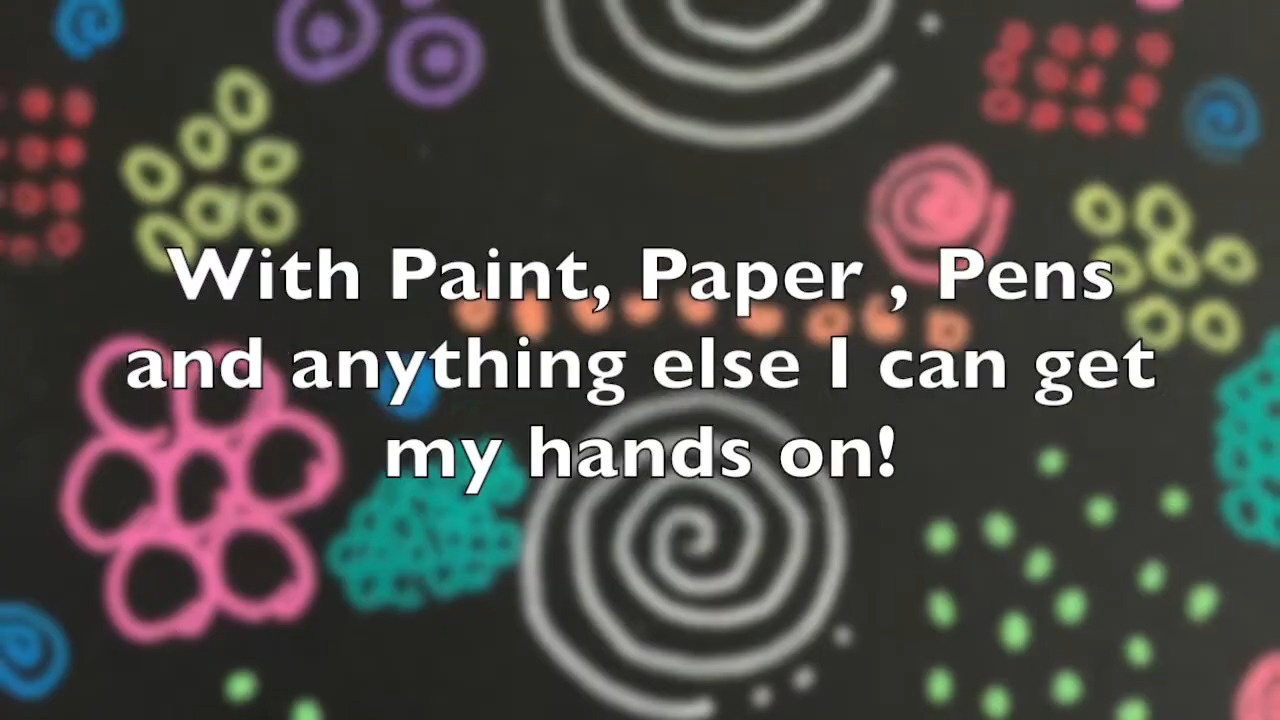 With Paint, Paper , Pens
and anything else I can get
my hands on!